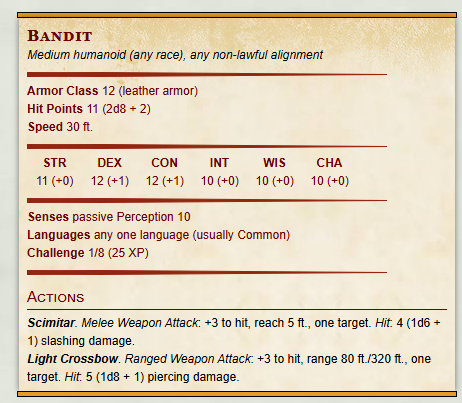 BANDIT
Medium humanoid (any race), any non-lawful alignment
Armor Class 12 (leather armor)
Hit Points 11 (2d8 + 2)
Speed 30 ft.
STR DEX CON INT WIS CHA
11 (+0) 12 (+1) 12 (+1) 10 (+0) 10 (+0) 10 (+0)
Senses passive Perception 10
Languages any one language (usually Common)
Challenge 1/8 (25 XP)
ACTIONS
Scimitar. Melee Weapon Attack: +3 to hit, reach 5 ft., one target. Hit: 4 (1d6 +
1) slashing damage.
Light Crossbow. Ranged Weapon Attack: +3 to hit, range 80 ft./320 ft., one
target. Hit: 5 (1d8 + 1) piercing damage.